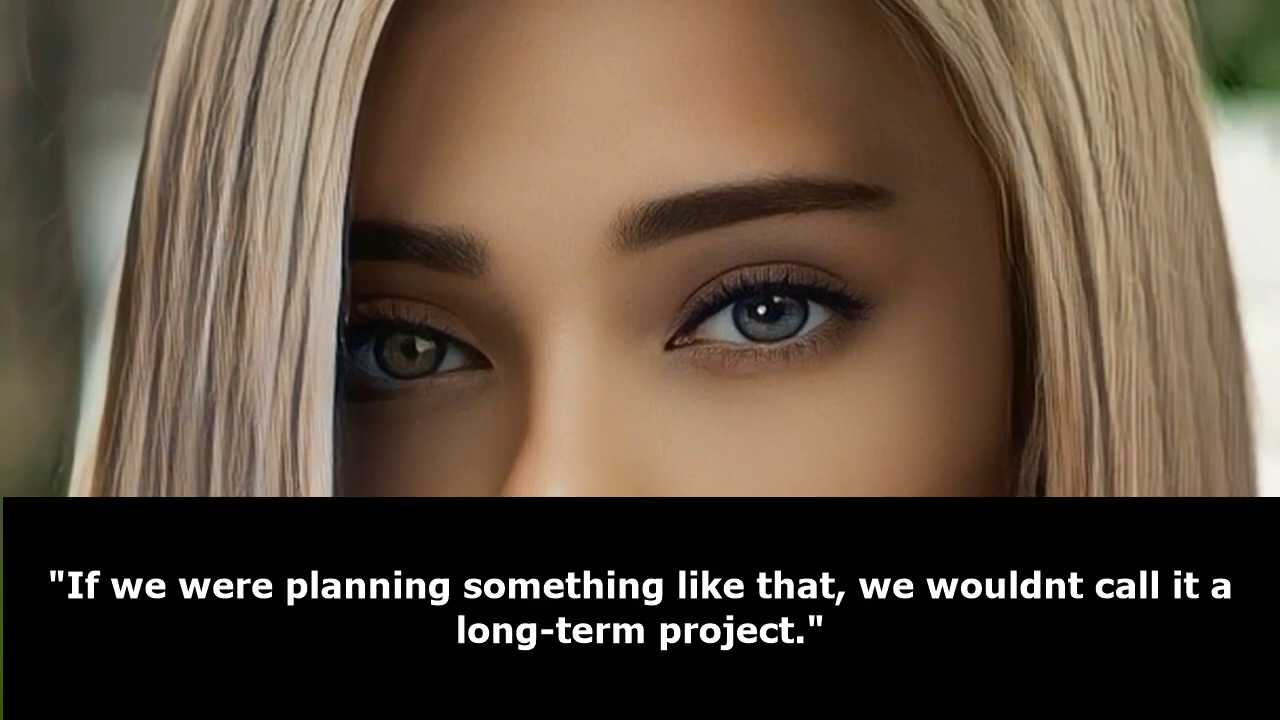 "If we were planning something like that, we wouldnt call it a
long-term project."